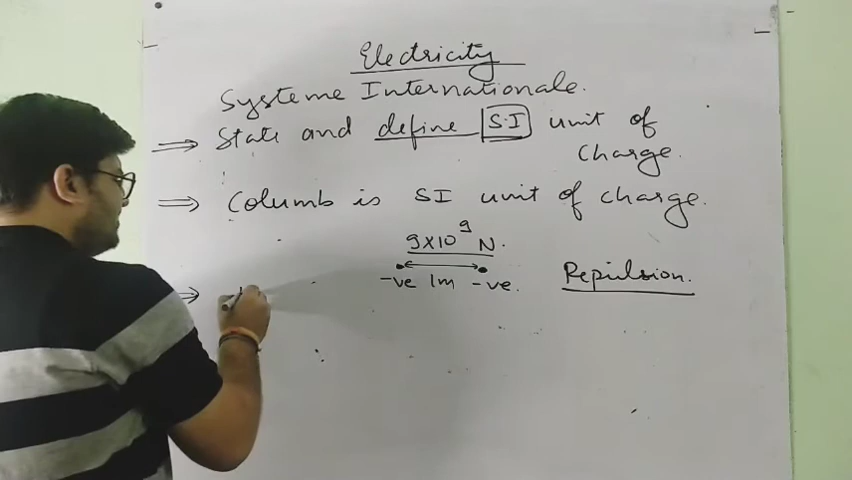 Electricity
Systeme Internationale.
⇒ State and define S.I unit of
charge.
⇒ Columb is SI unit of charge.
9X10⁹ N.
-ve 1m -ve.
Repulsion.
⇒